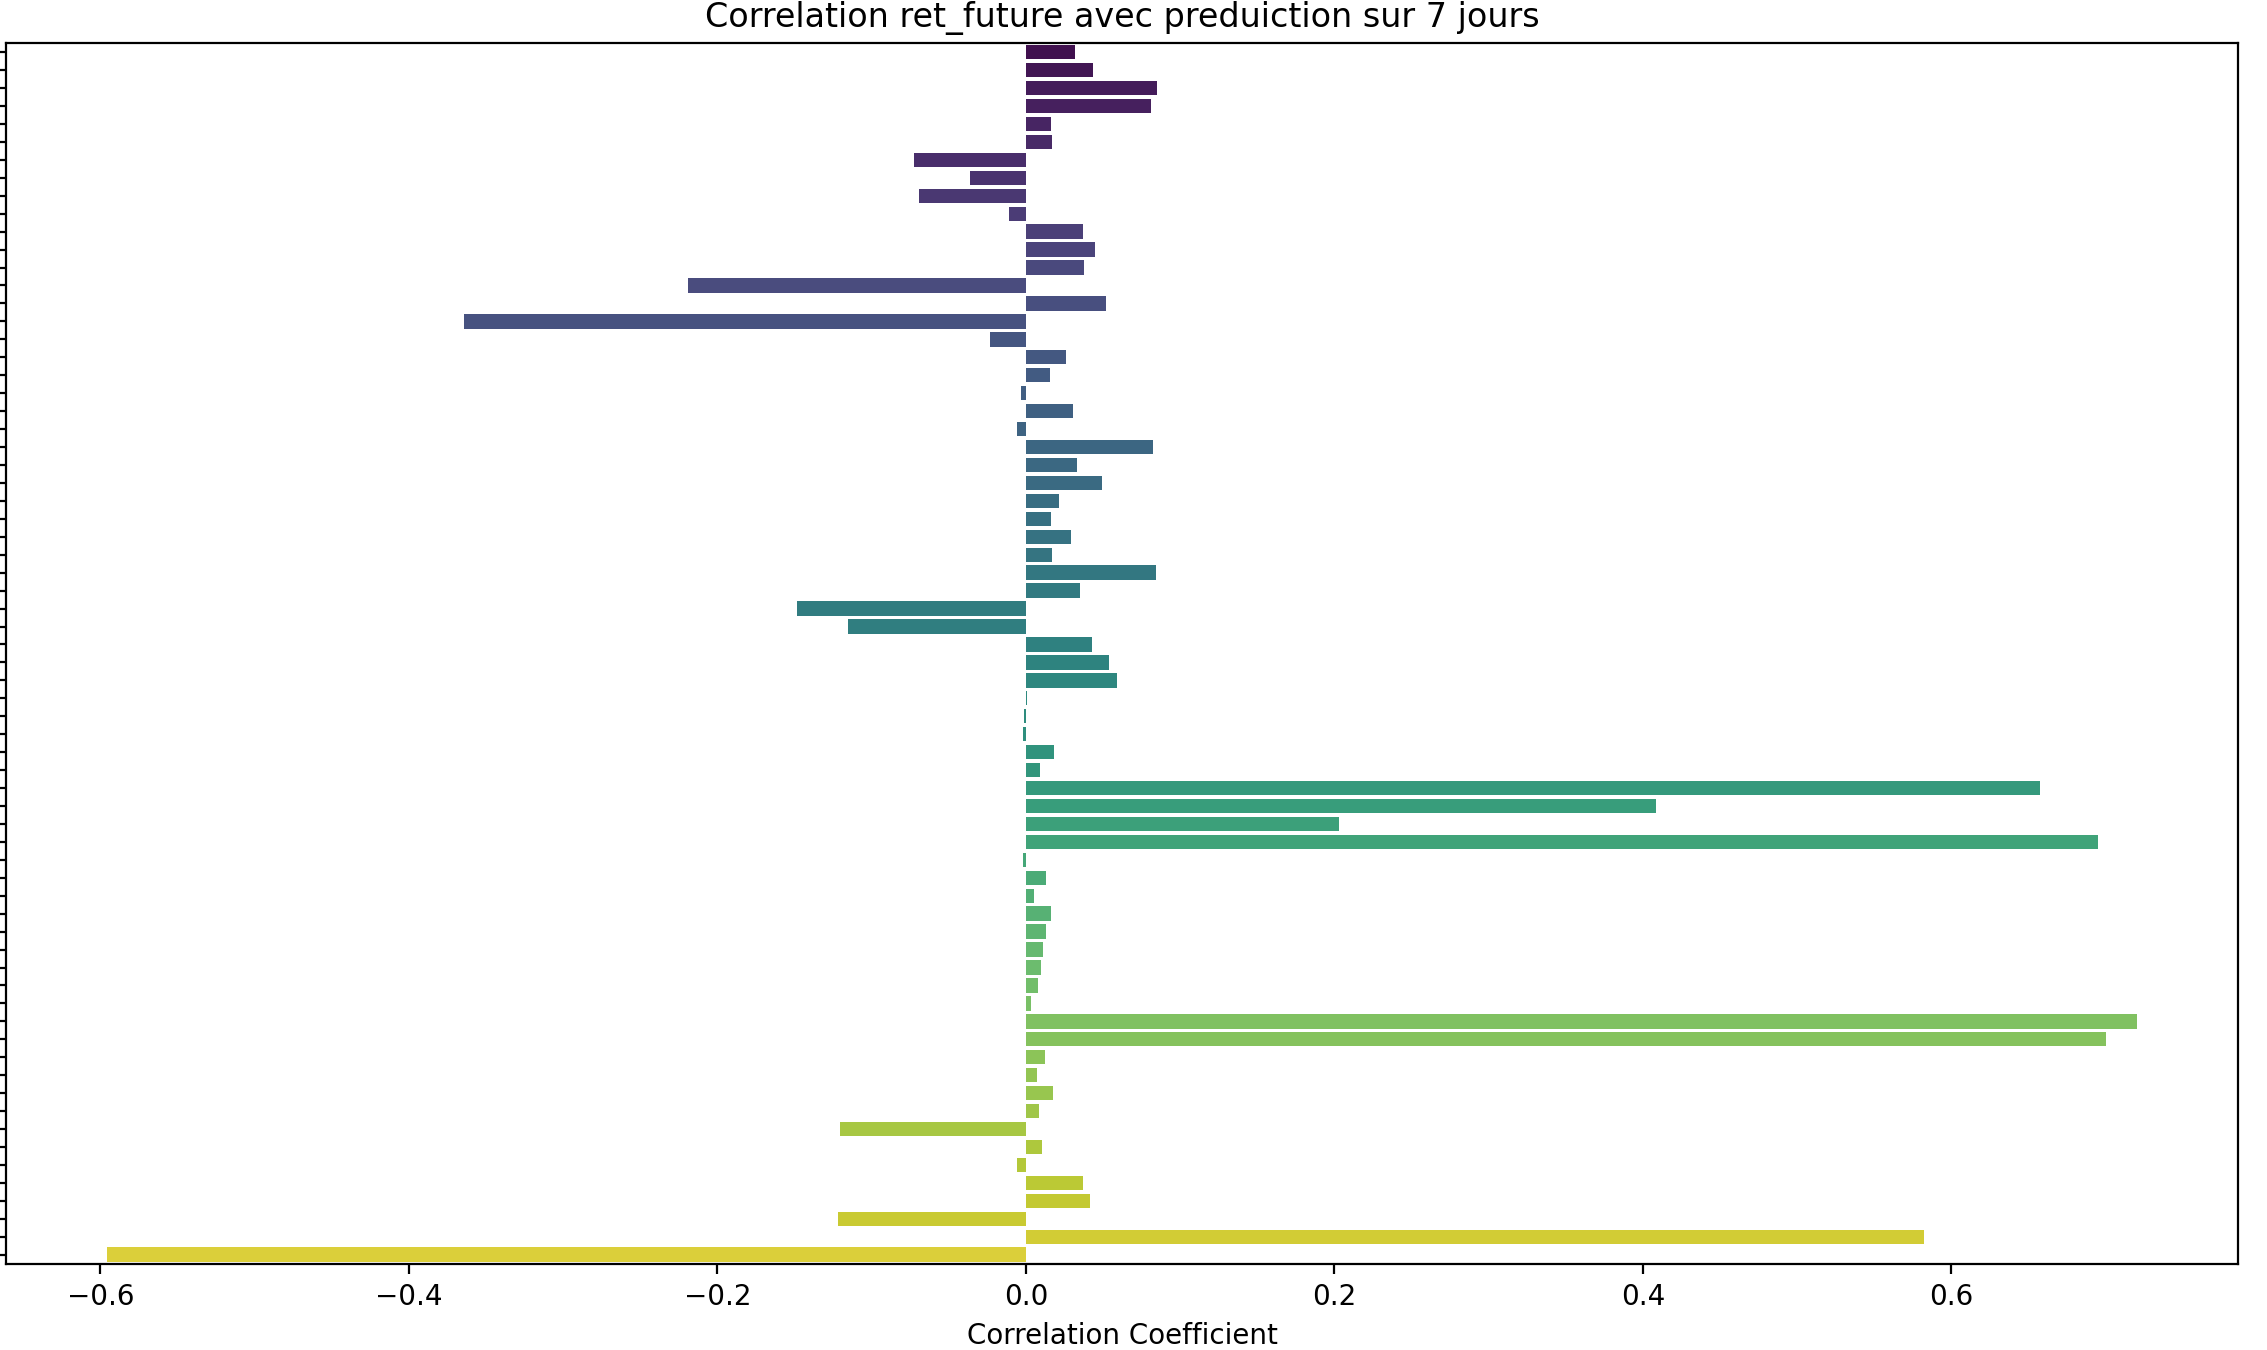 Correlation ret_future avec preduiction sur 7 jours
−0.6 −0.4 −0.2 0.0 0.2 0.4 0.6
Correlation Coefficient